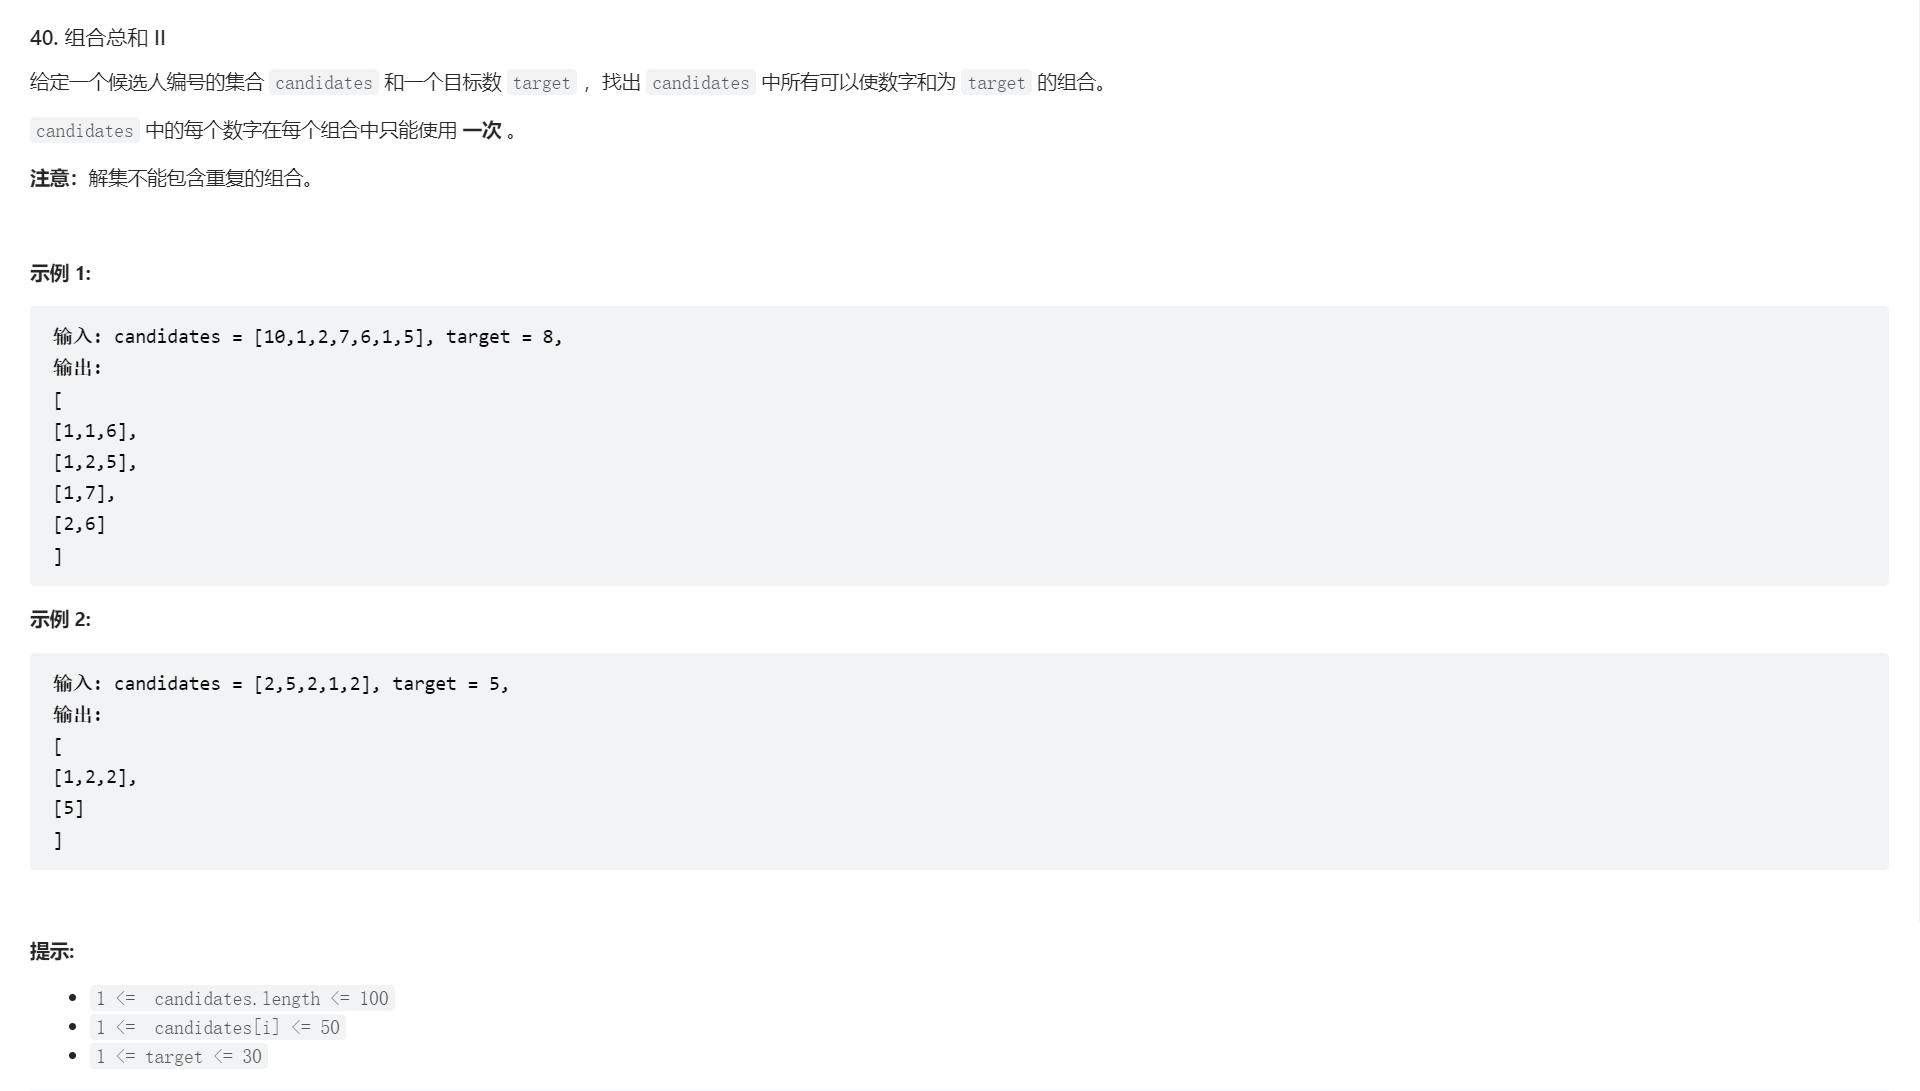 40. 组合总和 II
给定一个候选人编号的集合 candidates 和一个目标数 target ，找出 candidates 中所有可以使数字和为 target 的组合。
candidates 中的每个数字在每个组合中只能使用 一次 。
注意：解集不能包含重复的组合。
示例 1:
输入: candidates = [10,1,2,7,6,1,5], target = 8,
输出:
[
[1,1,6],
[1,2,5],
[1,7],
[2,6]
]
示例 2:
输入: candidates = [2,5,2,1,2], target = 5,
输出:
[
[1,2,2],
[5]
]
提示:
• 1 <= candidates.length <= 100
• 1 <= candidates[i] <= 50
• 1 <= target <= 30